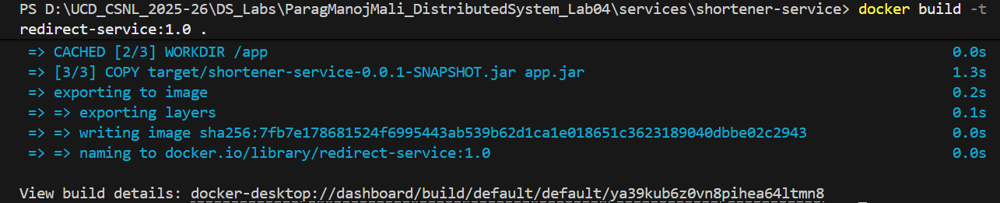 PS D:\UCD_CSNL_2025-26\DS_Labs\ParagManojMali_DistributedSystem_Lab04\services\shortener-service> docker build -t
redirect-service:1.0 .
=> CACHED [2/3] WORKDIR /app 0.0s
=> [3/3] COPY target/shortener-service-0.0.1-SNAPSHOT.jar app.jar 1.3s
=> exporting to image 0.2s
=> => exporting layers 0.1s
=> => writing image sha256:7fb7e178681524f6995443ab539b62d1ca1e018651c3623189040dbbe02c2943 0.0s
=> => naming to docker.io/library/redirect-service:1.0 0.0s
View build details: docker-desktop://dashboard/build/default/default/ya39kub6z0vn8pihea64ltmn8